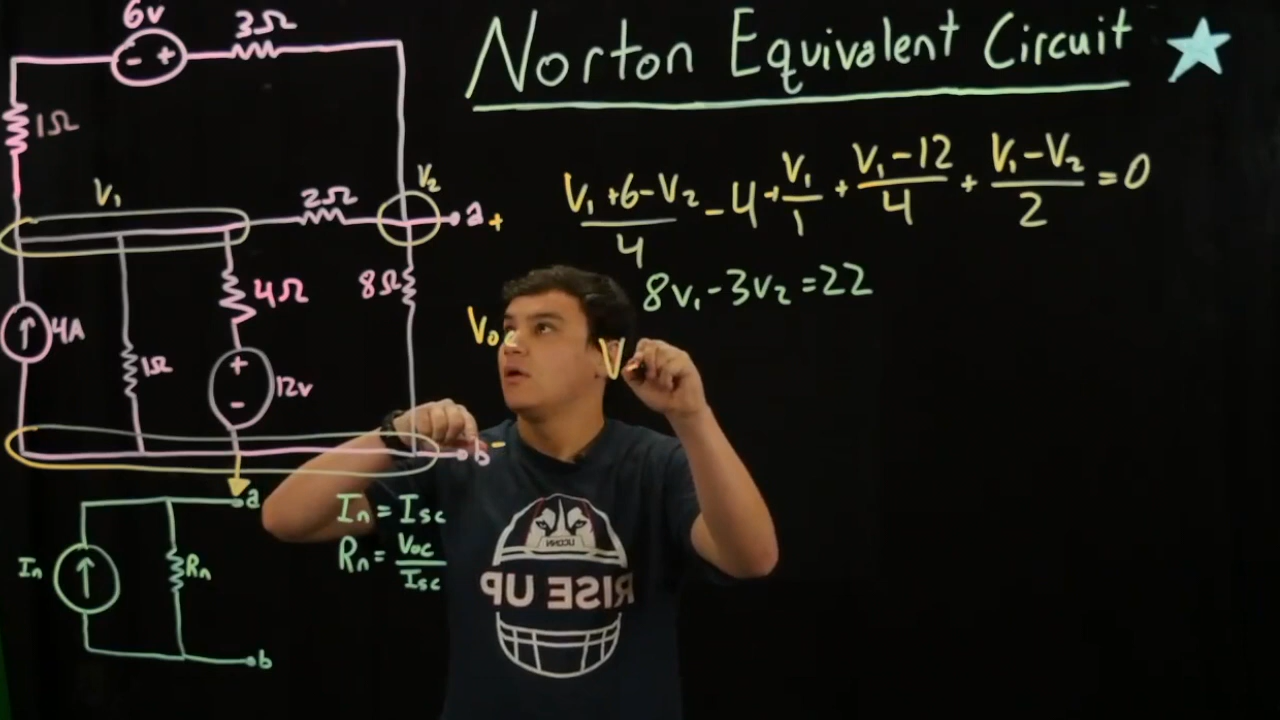 Norton Equivalent Circuit
6v
3Ω
- +
1Ω
V₁
V₂
2Ω
a +
4Ω
8Ω
4A
1Ω
+
-
12v
b -
Voc
V₁+6-V₂/4 - 4 + V₁/1 + V₁-12/4 + V₁-V₂/2 = 0
8V₁-3V₂=22
V
a
In
Rn
b
In = Isc
Rn = Voc/Isc
UCONN
RISE UP